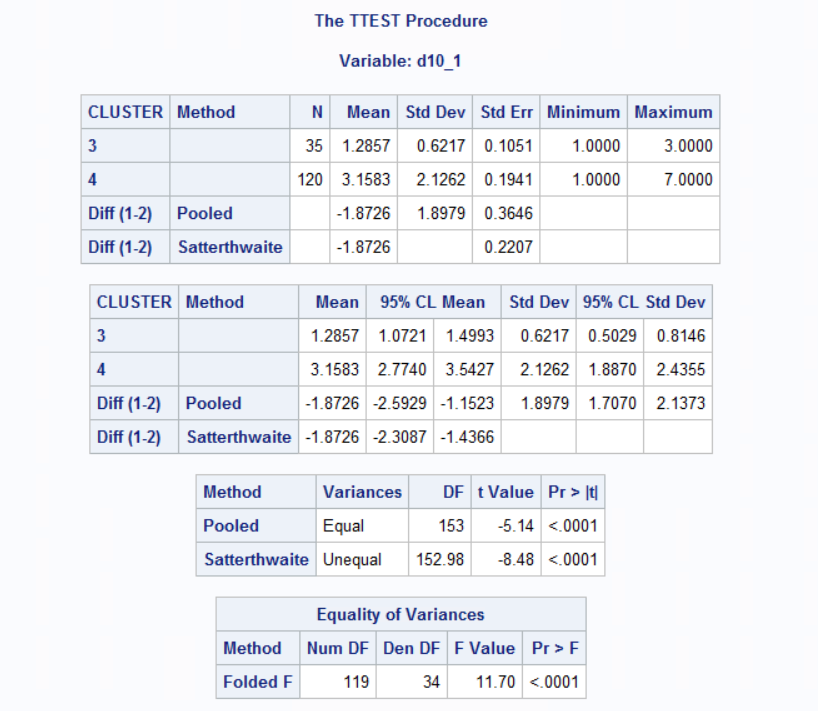 The TTEST Procedure
Variable: d10_1
CLUSTER Method N Mean Std Dev Std Err Minimum Maximum
3 35 1.2857 0.6217 0.1051 1.0000 3.0000
4 120 3.1583 2.1262 0.1941 1.0000 7.0000
Diff (1-2) Pooled -1.8726 1.8979 0.3646
Diff (1-2) Satterthwaite -1.8726 0.2207
CLUSTER Method Mean 95% CL Mean Std Dev 95% CL Std Dev
3 1.2857 1.0721 1.4993 0.6217 0.5029 0.8146
4 3.1583 2.7740 3.5427 2.1262 1.8870 2.4355
Diff (1-2) Pooled -1.8726 -2.5929 -1.1523 1.8979 1.7070 2.1373
Diff (1-2) Satterthwaite -1.8726 -2.3087 -1.4366
Method Variances DF t Value Pr > |t|
Pooled Equal 153 -5.14 <.0001
Satterthwaite Unequal 152.98 -8.48 <.0001
Equality of Variances
Method Num DF Den DF F Value Pr > F
Folded F 119 34 11.70 <.0001